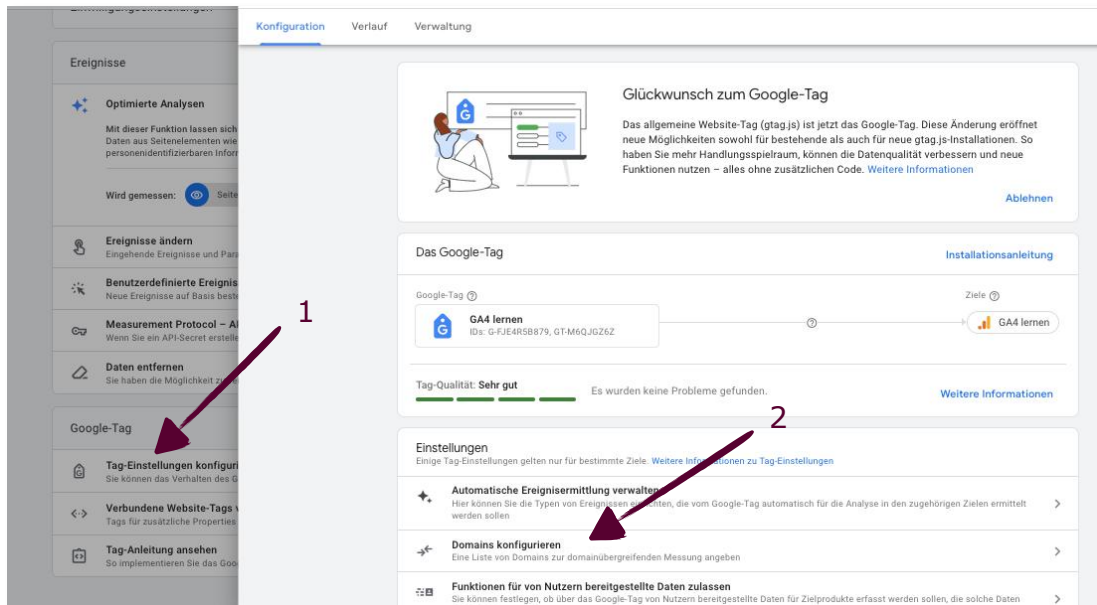 Konfiguration Verlauf Verwaltung
Ereignisse
Optimierte Analysen
Mit dieser Funktion lassen sich
Daten aus Seitenelementen wie
personenidentifizierbaren Inforr
Wird gemessen: Seite
Ereignisse ändern
Eingehende Ereignisse und Para
Benutzerdefinierte Ereignis
Neue Ereignisse auf Basis beste
Measurement Protocol – AI
Wenn Sie ein API-Secret erstelle
Daten entfernen
Sie haben die Möglichkeit
Google-Tag
Tag-Einstellungen konfiguri
Sie können das Verhalten des G
Verbundene Website-Tags v
Tags für zusätzliche Properties
Tag-Anleitung ansehen
So implementieren Sie das Goo
1
Glückwunsch zum Google-Tag
Das allgemeine Website-Tag (gtag.js) ist jetzt das Google-Tag. Diese Änderung eröffnet
neue Möglichkeiten sowohl für bestehende als auch für neue gtag.js-Installationen. So
haben Sie mehr Handlungsspielraum, können die Datenqualität verbessern und neue
Funktionen nutzen – alles ohne zusätzlichen Code. Weitere Informationen
Ablehnen
Das Google-Tag Installationsanleitung
Google-Tag Ziele
GA4 lernen
IDs: G-FJE4R5B879, GT-M6QJGZ6Z
GA4 lernen
Tag-Qualität: Sehr gut Es wurden keine Probleme gefunden. Weitere Informationen
2
Einstellungen
Einige Tag-Einstellungen gelten nur für bestimmte Ziele. Weitere Informationen zu Tag-Einstellungen
Automatische Ereignisermittlung verwalten
Hier können Sie die Typen von Ereignissen einrichten, die vom Google-Tag automatisch für die Analyse in den zugehörigen Zielen ermittelt
werden sollen
Domains konfigurieren
Eine Liste von Domains zur domainübergreifenden Messung angeben
Funktionen für von Nutzern bereitgestellte Daten zulassen
Sie können festlegen, ob über das Google-Tag von Nutzern bereitgestellte Daten für Zielprodukte erfasst werden sollen, die solche Daten